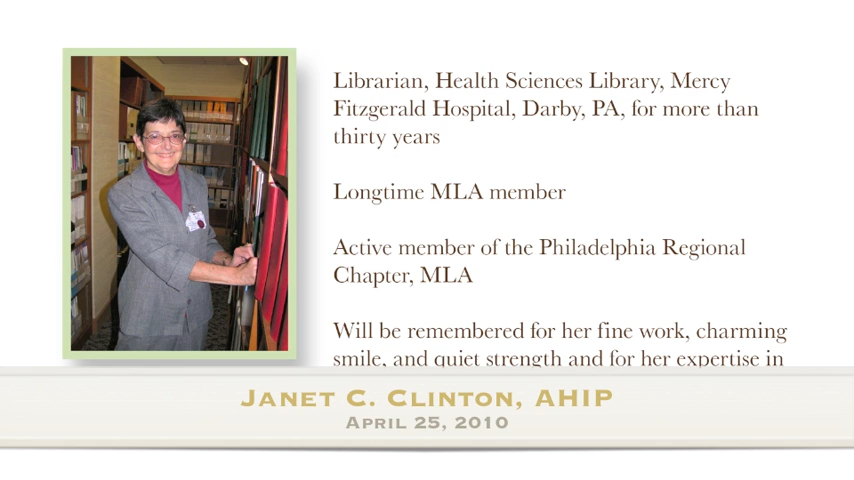 Librarian, Health Sciences Library, Mercy
Fitzgerald Hospital, Darby, PA, for more than
thirty years
Longtime MLA member
Active member of the Philadelphia Regional
Chapter, MLA
Will be remembered for her fine work, charming
smile, and quiet strength and for her expertise in
Janet C. Clinton, AHIP
April 25, 2010